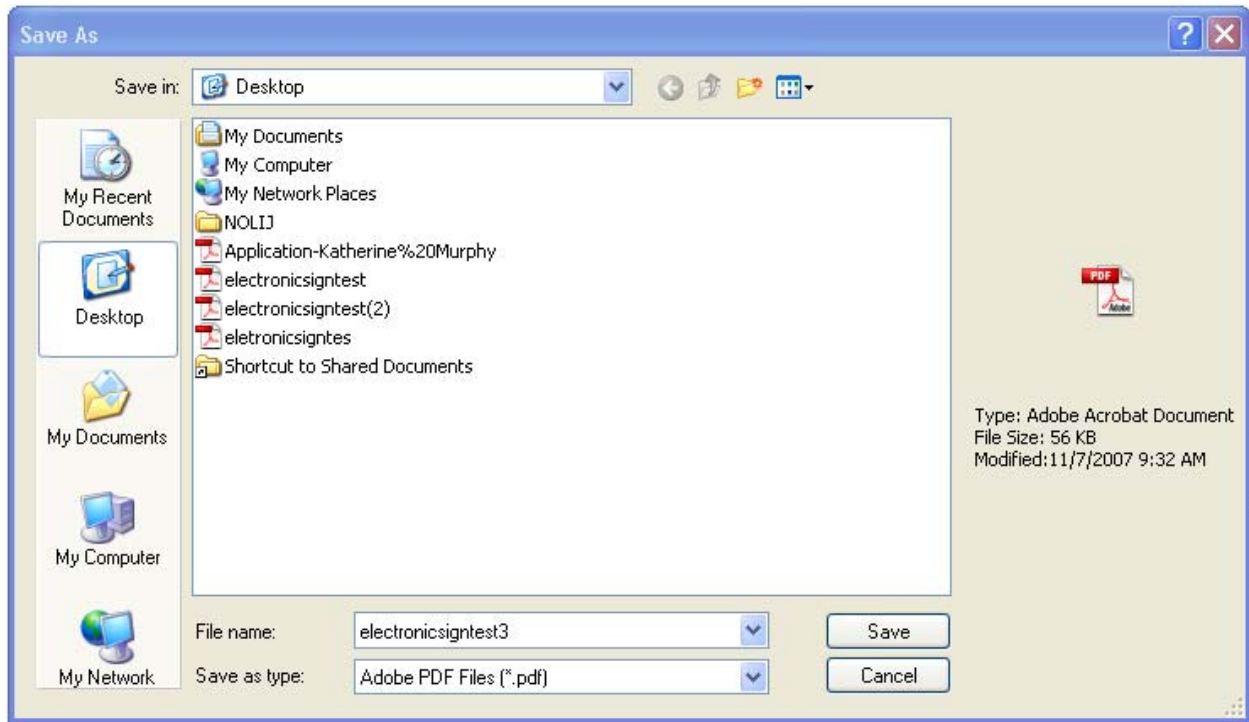 Save As
Save in:
Desktop
My Recent
Documents
Desktop
My Documents
My Computer
My Network
My Documents
My Computer
My Network Places
NOLIJ
Application-Katherine%20Murphy
electronicsigntest
electronicsigntest(2)
eletronicsigntes
Shortcut to Shared Documents
PDF
Adobe
Type: Adobe Acrobat Document
File Size: 56 KB
Modified:11/7/2007 9:32 AM
File name:
electronicsigntest3
Save
Save as type:
Adobe PDF Files (*.pdf)
Cancel